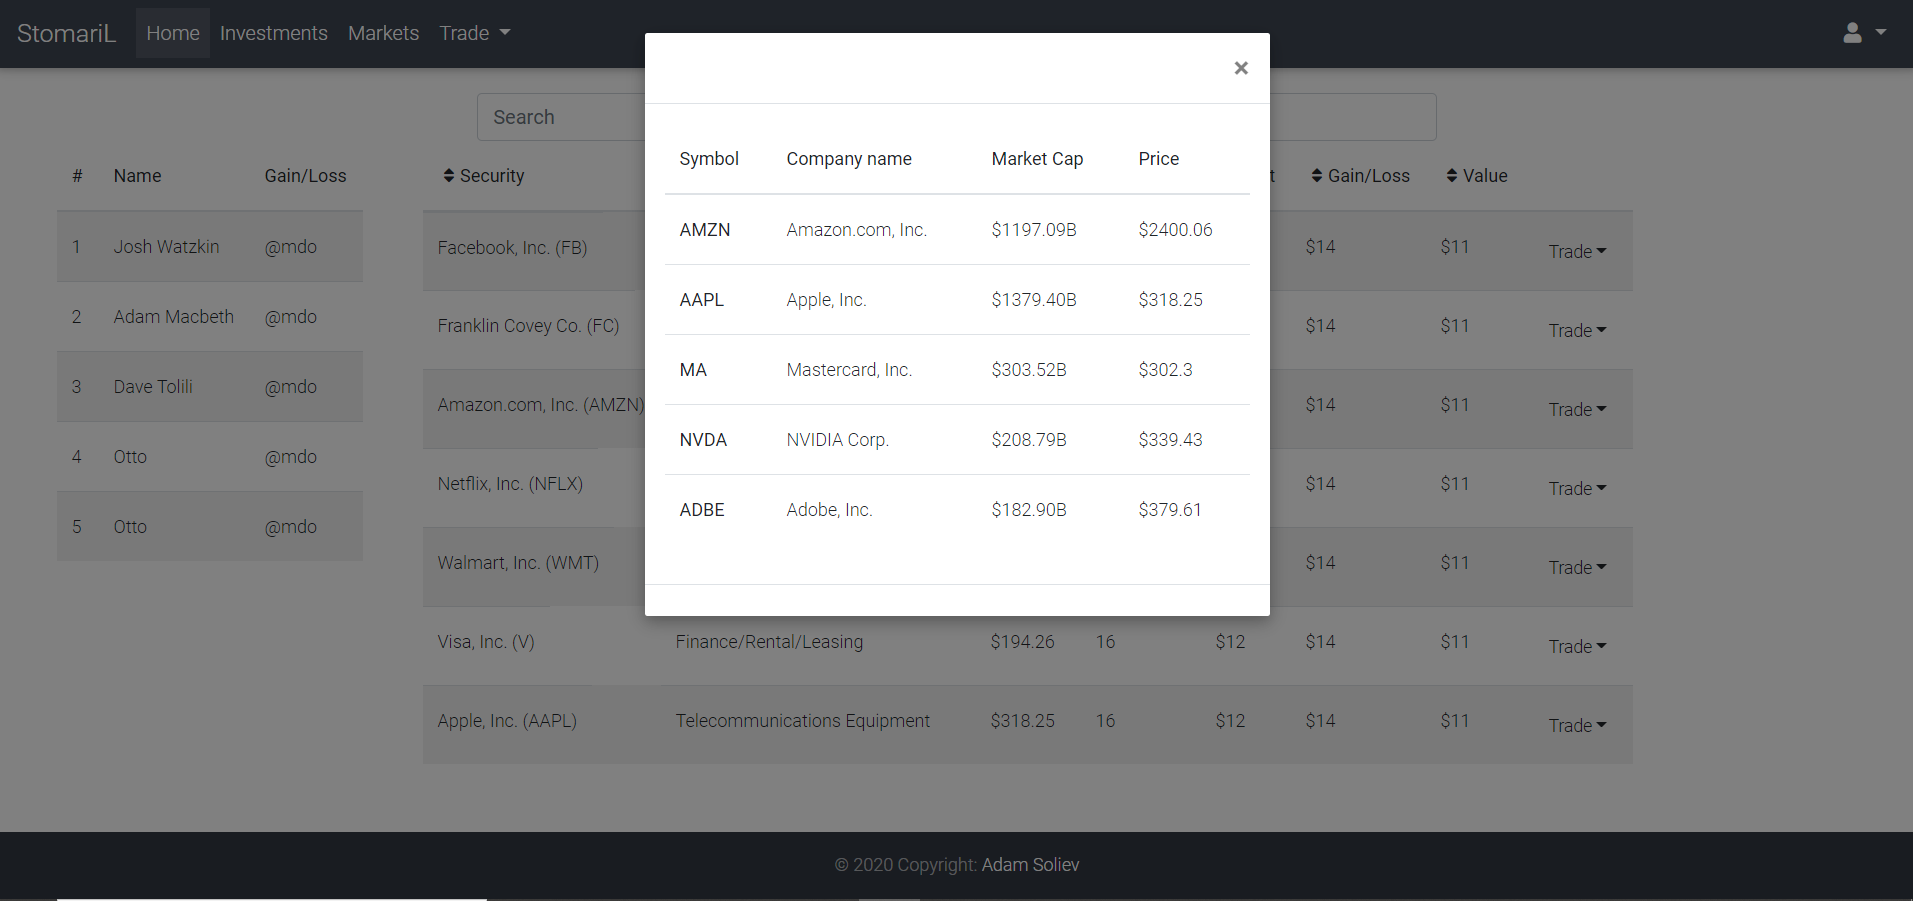 StomariL Home Investments Markets Trade
×
Search
Symbol Company name Market Cap Price
AMZN Amazon.com, Inc. $1197.09B $2400.06
AAPL Apple, Inc. $1379.40B $318.25
MA Mastercard, Inc. $303.52B $302.3
NVDA NVIDIA Corp. $208.79B $339.43
ADBE Adobe, Inc. $182.90B $379.61
# Name Gain/Loss
1 Josh Watzkin @mdo
2 Adam Macbeth @mdo
3 Dave Tolili @mdo
4 Otto @mdo
5 Otto @mdo
Security t Gain/Loss Value
Facebook, Inc. (FB) $14 $11 Trade
Franklin Covey Co. (FC) $14 $11 Trade
Amazon.com, Inc. (AMZN) $14 $11 Trade
Netflix, Inc. (NFLX) $14 $11 Trade
Walmart, Inc. (WMT) $14 $11 Trade
Visa, Inc. (V) Finance/Rental/Leasing $194.26 16 $12 $14 $11 Trade
Apple, Inc. (AAPL) Telecommunications Equipment $318.25 16 $12 $14 $11 Trade
© 2020 Copyright: Adam Soliev